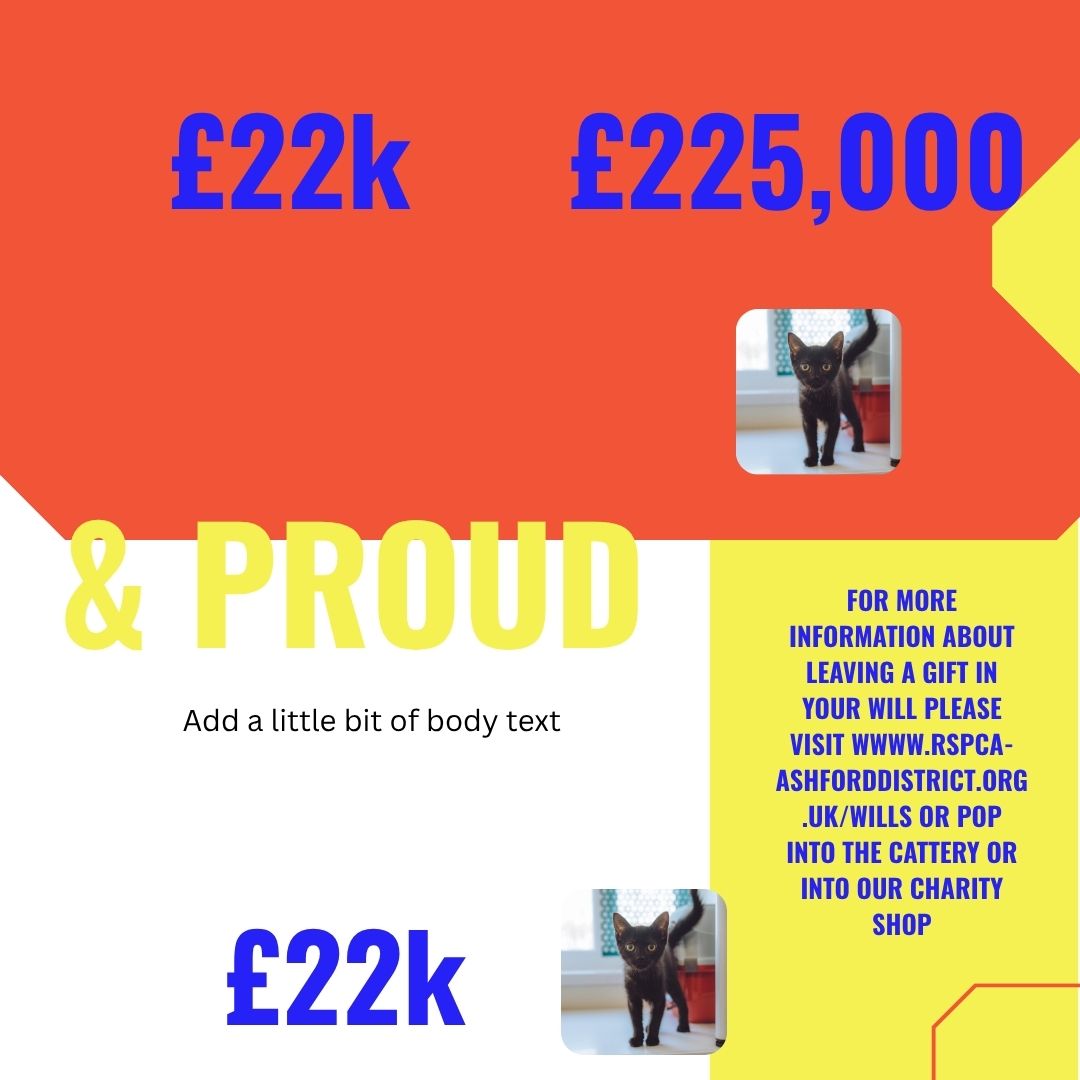 £22k £225,000
& PROUD
Add a little bit of body text
FOR MORE
INFORMATION ABOUT
LEAVING A GIFT IN
YOUR WILL PLEASE
VISIT WWWW.RSPCA-
ASHFORDDISTRICT.ORG
.UK/WILLS OR POP
INTO THE CATTERY OR
INTO OUR CHARITY
SHOP
£22k